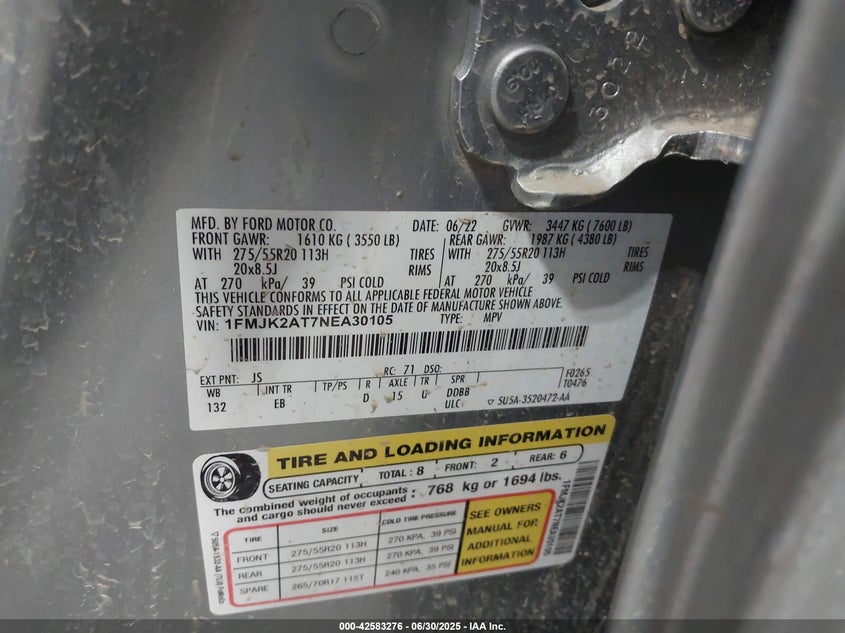 MFD. BY FORD MOTOR CO. DATE: 06/22 GVWR: 3447 KG ( 7600 LB)
FRONT GAWR: 1610 KG ( 3550 LB) REAR GAWR: 1987 KG ( 4380 LB)
WITH 275/55R20 113H TIRES WITH 275/55R20 113H TIRES
20x8.5J RIMS 20x8.5J RIMS
AT 270 kPa/ 39 PSI COLD AT 270 kPa/ 39 PSI COLD
THIS VEHICLE CONFORMS TO ALL APPLICABLE FEDERAL MOTOR VEHICLE
SAFETY STANDARDS IN EFFECT ON THE DATE OF MANUFACTURE SHOWN ABOVE.
VIN: 1FMJK2AT7NEA30105 TYPE: MPV
EXT PNT: JS RC: 71 DSO: F0265
WB INT TR TP/PS R AXLE TR SPR T0476
132 EB D 15 U DDBB
ULC ▽ 5U5A-3520472-AA
TIRE AND LOADING INFORMATION
SEATING CAPACITY TOTAL : 8 FRONT: 2 REAR: 6
The combined weight of occupants and cargo should never exceed : 768 kg or 1694 lbs.
TIRE SIZE COLD TIRE PRESSURE
FRONT 275/55R20 113H 270 KPA, 39 PSI
REAR 275/55R20 113H 270 KPA, 39 PSI
SPARE 265/70R17 115T 240 KPA, 35 PSI
SEE OWNERS
MANUAL FOR
ADDITIONAL
INFORMATION
1FMJK2AT7NEA30105
000-42583276 - 06/30/2025 - IAA Inc.